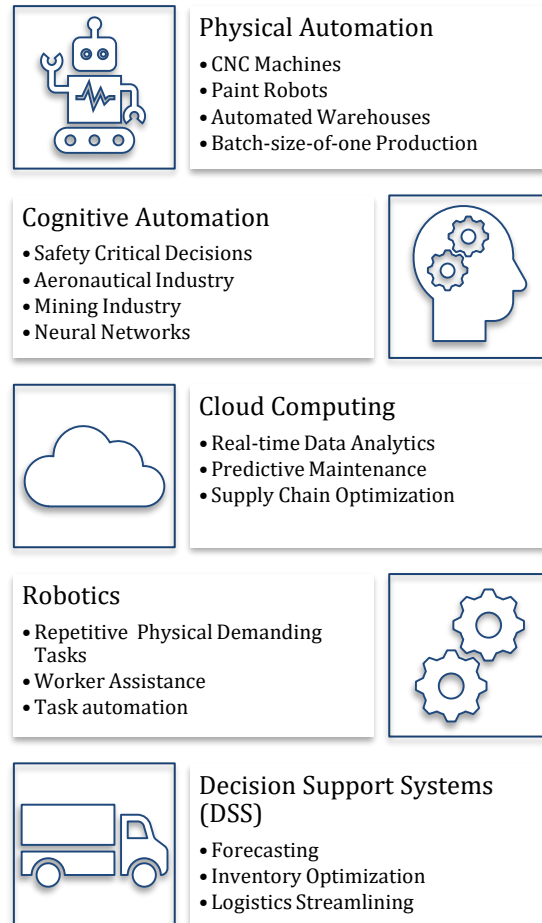 Physical Automation
• CNC Machines
• Paint Robots
• Automated Warehouses
• Batch-size-of-one Production
Cognitive Automation
• Safety Critical Decisions
• Aeronautical Industry
• Mining Industry
• Neural Networks
Cloud Computing
• Real-time Data Analytics
• Predictive Maintenance
• Supply Chain Optimization
Robotics
• Repetitive  Physical Demanding
Tasks
• Worker Assistance
• Task automation
Decision Support Systems
(DSS)
• Forecasting
• Inventory Optimization
• Logistics Streamlining